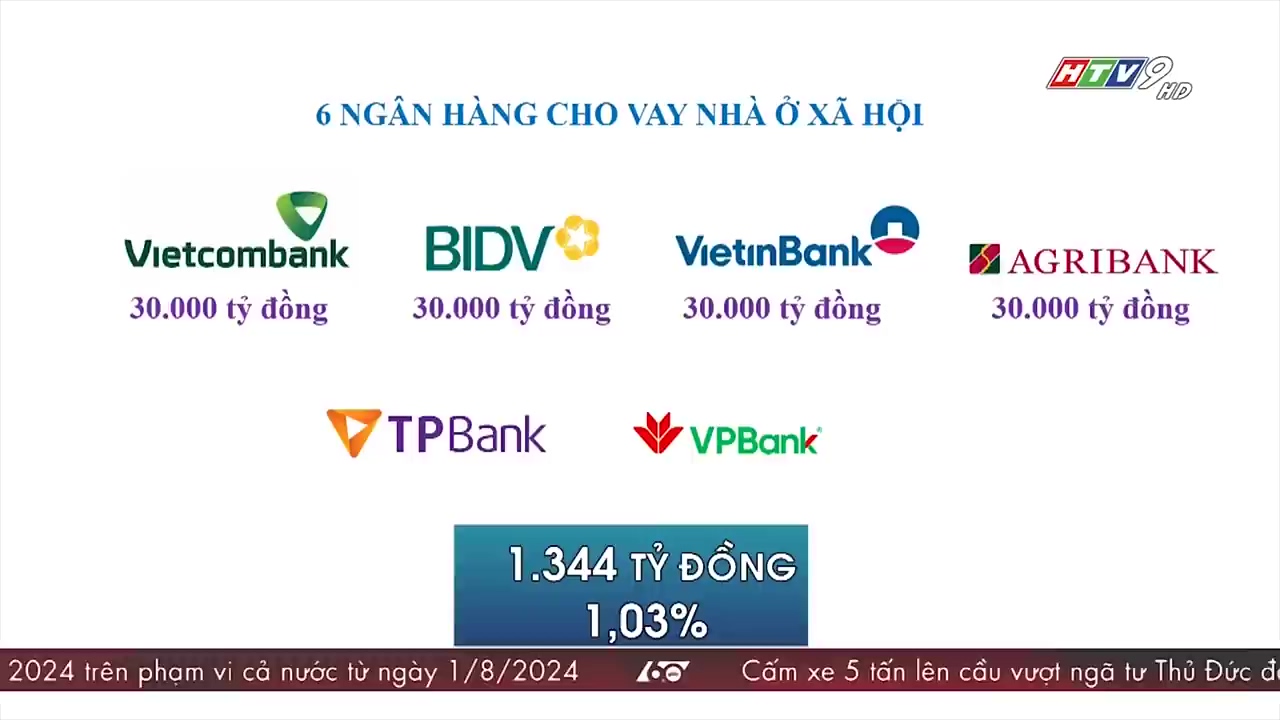 HTV9 HD
6 NGÂN HÀNG CHO VAY NHÀ Ở XÃ HỘI
Vietcombank BIDV VietinBank AGRIBANK
30.000 tỷ đồng 30.000 tỷ đồng 30.000 tỷ đồng 30.000 tỷ đồng
TPBank VPBank®
1.344 TỶ ĐỒNG
1,03%
2024 trên phạm vi cả nước từ ngày 1/8/2024 60 Cấm xe 5 tấn lên cầu vượt ngã tư Thủ Đức